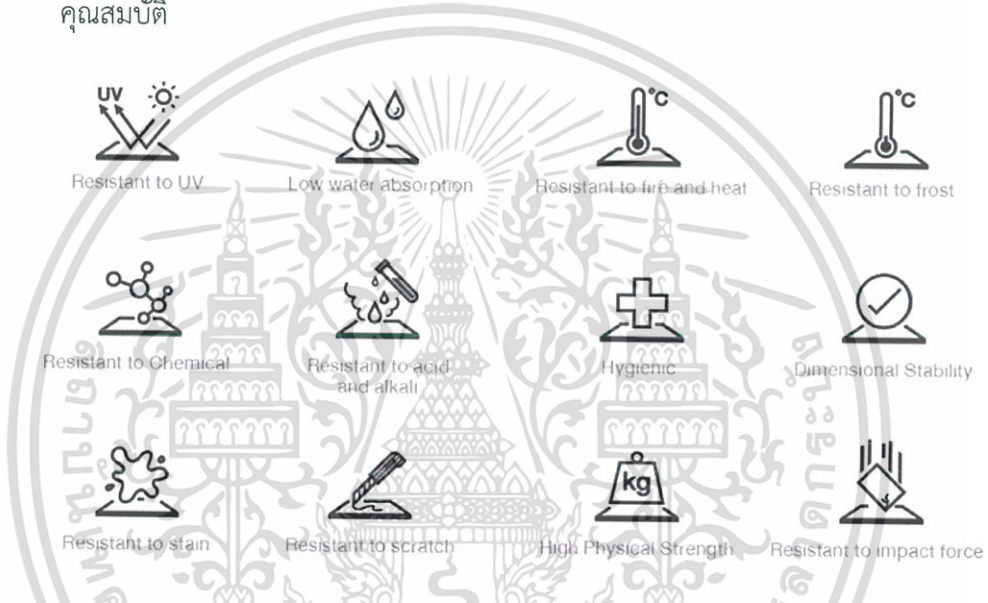 คุณสมบัติ
UV
°C
°C
Resistant to UV
Low water absorption
Resistant to fire and heat
Resistant to frost
Resistant to Chemical
Resistant to acid
and alkali
Hygienic
Dimensional Stability
kg
Resistant to stain
Resistant to scratch
High Physical Strength
Resistant to impact force